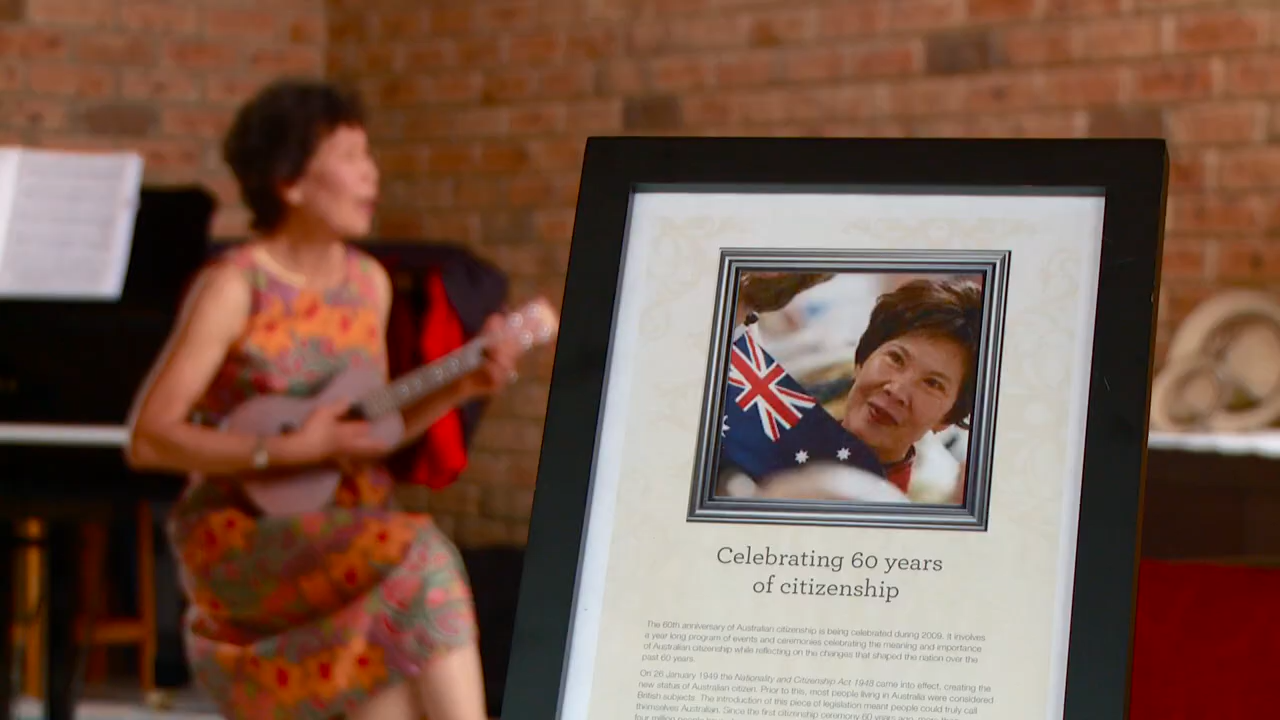 Celebrating 60 years
of citizenship
The 60th anniversary of Australian citizenship is being celebrated during 2009. It involves
a year long program of events and ceremonies celebrating the meaning and importance
of Australian citizenship while reflecting on the changes that shaped the nation over the
past 60 years.
On 26 January 1949 the Nationality and Citizenship Act 1948 came into effect, creating the
new status of Australian citizen. Prior to this, most people living in Australia were considered
British subjects. The introduction of this piece of legislation meant people could truly call
themselves Australian. Since the first citizenship ceremony 60 years ago, more
four million people